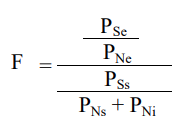 P_Se
P_Ne
F =
P_Ss
P_Ns + P_Ni